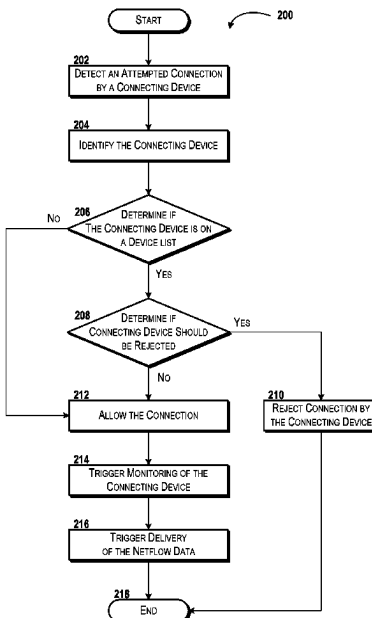 START
200
202
DETECT AN ATTEMPTED CONNECTION
BY A CONNECTING DEVICE
204
IDENTIFY THE CONNECTING DEVICE
206
DETERMINE IF
THE CONNECTING DEVICE IS ON
A DEVICE LIST
NO
YES
208
DETERMINE IF
CONNECTING DEVICE SHOULD
BE REJECTED
YES
NO
212
ALLOW THE CONNECTION
210
REJECT CONNECTION BY
THE CONNECTING DEVICE
214
TRIGGER MONITORING OF THE
CONNECTING DEVICE
216
TRIGGER DELIVERY
OF THE NETFLOW DATA
218
END